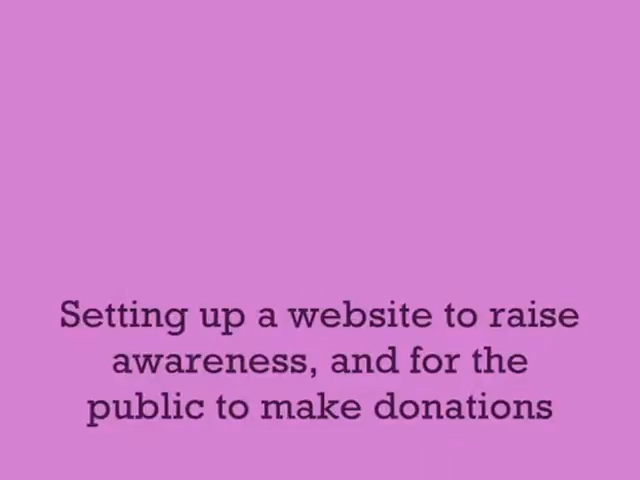 Setting up a website to raise
awareness, and for the
public to make donations